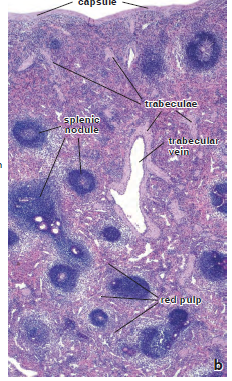 capsule
trabeculae
splenic
nodule
trabecular
vein
red pulp
b